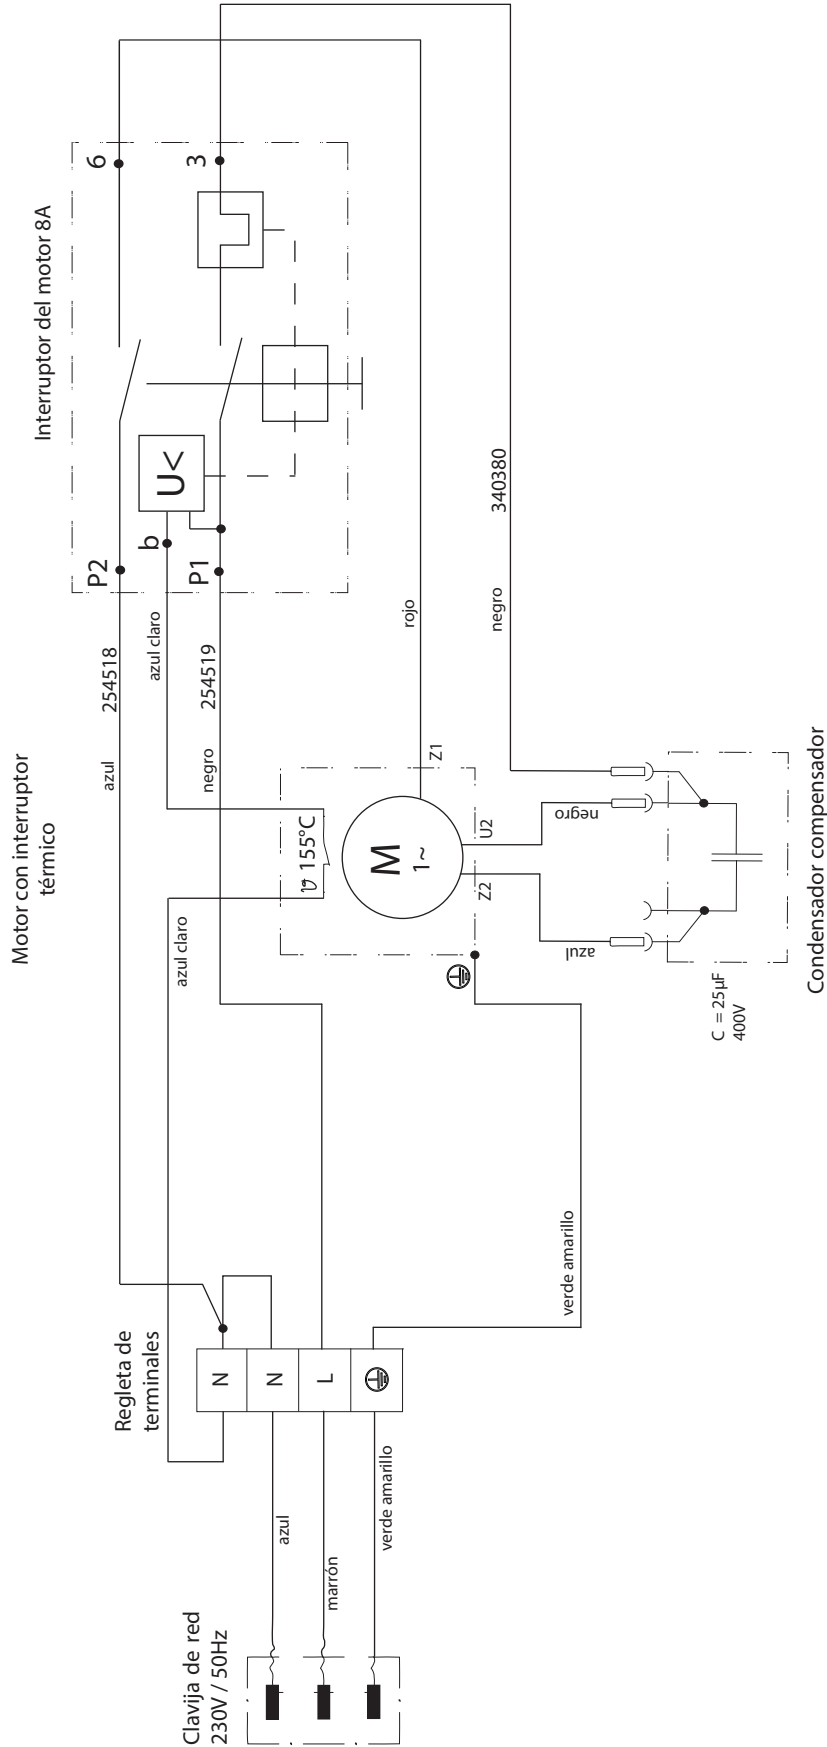 Clavija de red
230V / 50Hz
azul
marrón
verde amarillo
Regleta de
terminales
N
N
L
verde amarillo
Motor con interruptor
térmico
azul
254518
azul claro
azul claro
negro
254519
ϑ 155°C
M
1~
Z1
U2
Z2
rojo
negro
340380
negro
azul
Interruptor del motor 8A
P2
b
P1
U<
6
3
C = 25µF
400V
Condensador compensador